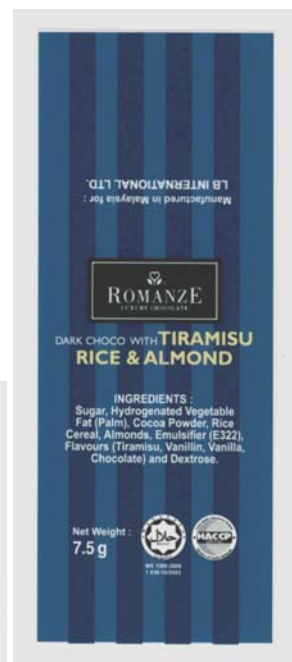 Manufactured in Malaysia for :
LB INTERNATIONAL LTD.
ROMANZE
LUXURY CHOCOLATE
DARK CHOCO WITH TIRAMISU
RICE & ALMOND
INGREDIENTS :
Sugar, Hydrogenated Vegetable
Fat (Palm), Cocoa Powder, Rice
Cereal, Almonds, Emulsifier (E322),
Flavours (Tiramisu, Vanillin, Vanilla,
Chocolate) and Dextrose.
Net Weight :
7.5 g
حلال
HACCP